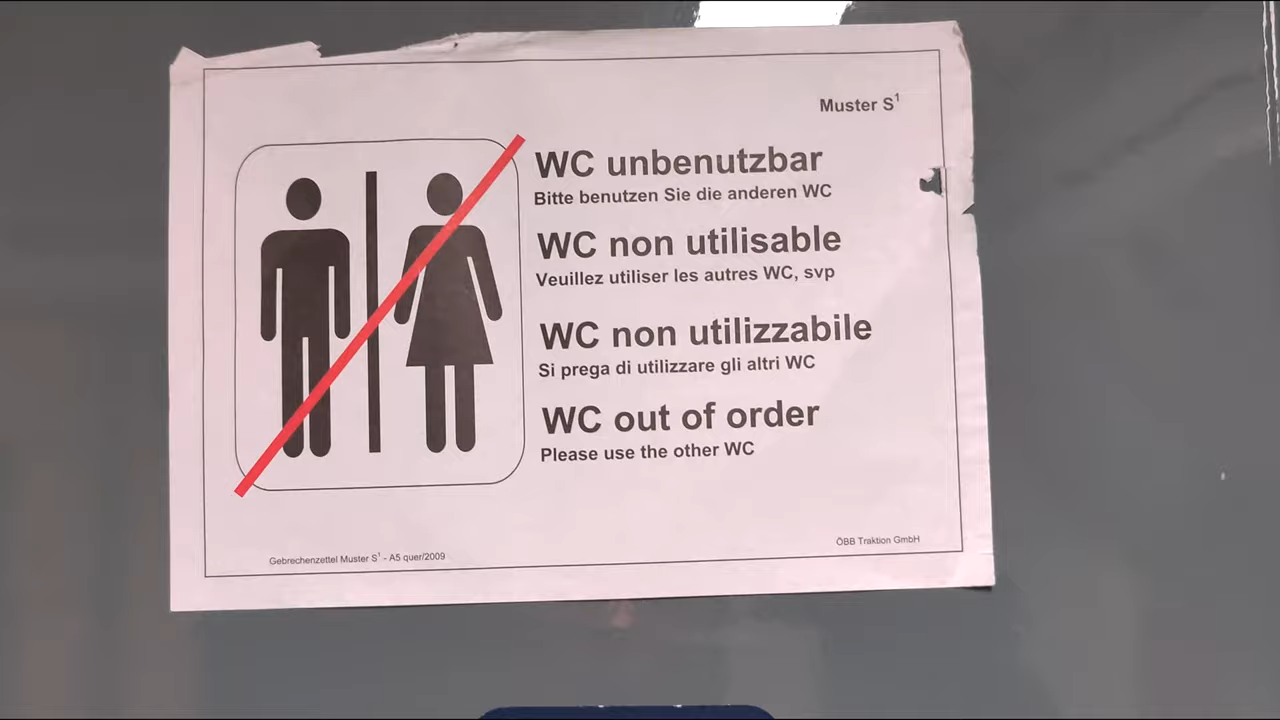 Muster S¹
WC unbenutzbar
Bitte benutzen Sie die anderen WC
WC non utilisable
Veuillez utiliser les autres WC, svp
WC non utilizzabile
Si prega di utilizzare gli altri WC
WC out of order
Please use the other WC
Gebrechenzettel Muster S¹ - A5 quer/2009
ÖBB Traktion GmbH